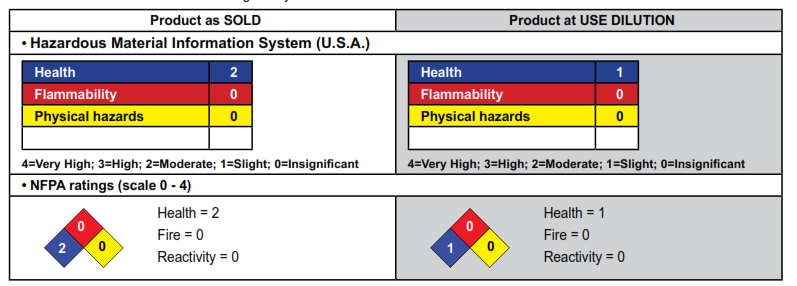 Product as SOLD
Product at USE DILUTION
• Hazardous Material Information System (U.S.A.)
Health 2
Flammability 0
Physical hazards 0
4=Very High; 3=High; 2=Moderate; 1=Slight; 0=Insignificant
Health 1
Flammability 0
Physical hazards 0
4=Very High; 3=High; 2=Moderate; 1=Slight; 0=Insignificant
• NFPA ratings (scale 0 - 4)
0
2 0
Health = 2
Fire = 0
Reactivity = 0
0
1 0
Health = 1
Fire = 0
Reactivity = 0